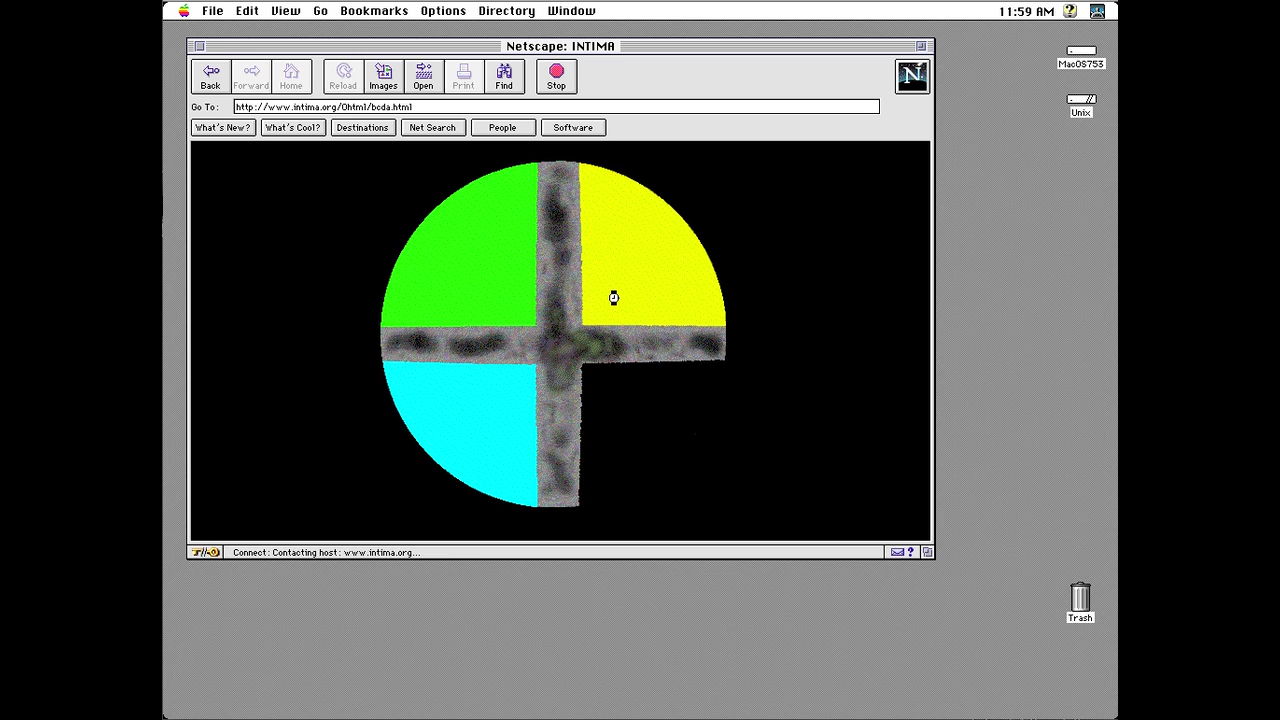 File Edit View Go Bookmarks Options Directory Window 11:59 AM
Netscape: INTIMA
MacOS753
Back Forward Home Reload Images Open Print Find Stop N
Go To: http://www.intima.org/0html/bcda.html
Unix
What's New? What's Cool? Destinations Net Search People Software
Connect: Contacting host: www.intima.org...
Trash